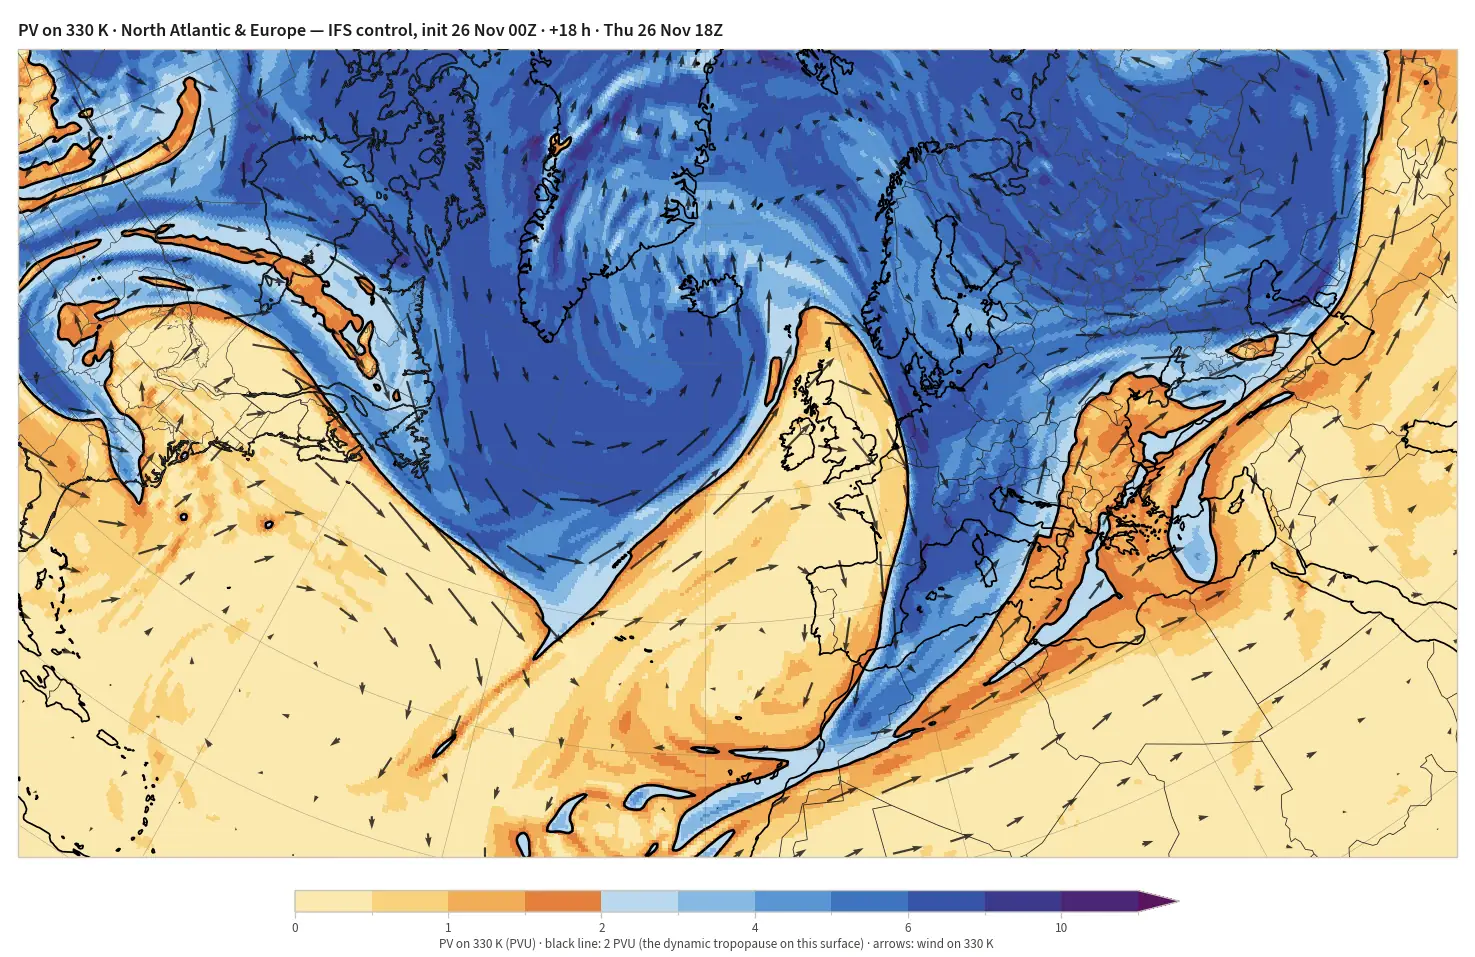 PV on 330 K · North Atlantic & Europe — IFS control, init 26 Nov 00Z · +18 h · Thu 26 Nov 18Z
0 1 2 4 6 10
PV on 330 K (PVU) · black line: 2 PVU (the dynamic tropopause on this surface) · arrows: wind on 330 K